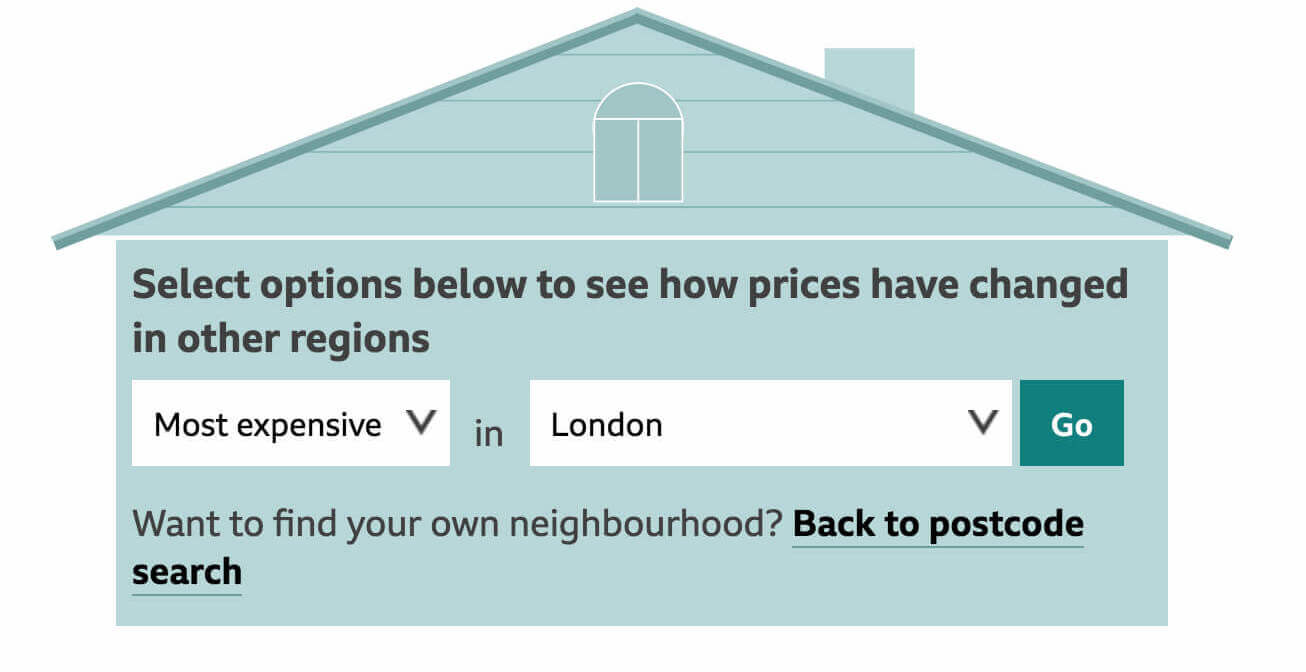 Select options below to see how prices have changed
in other regions
Most expensive in London Go
Want to find your own neighbourhood? Back to postcode
search